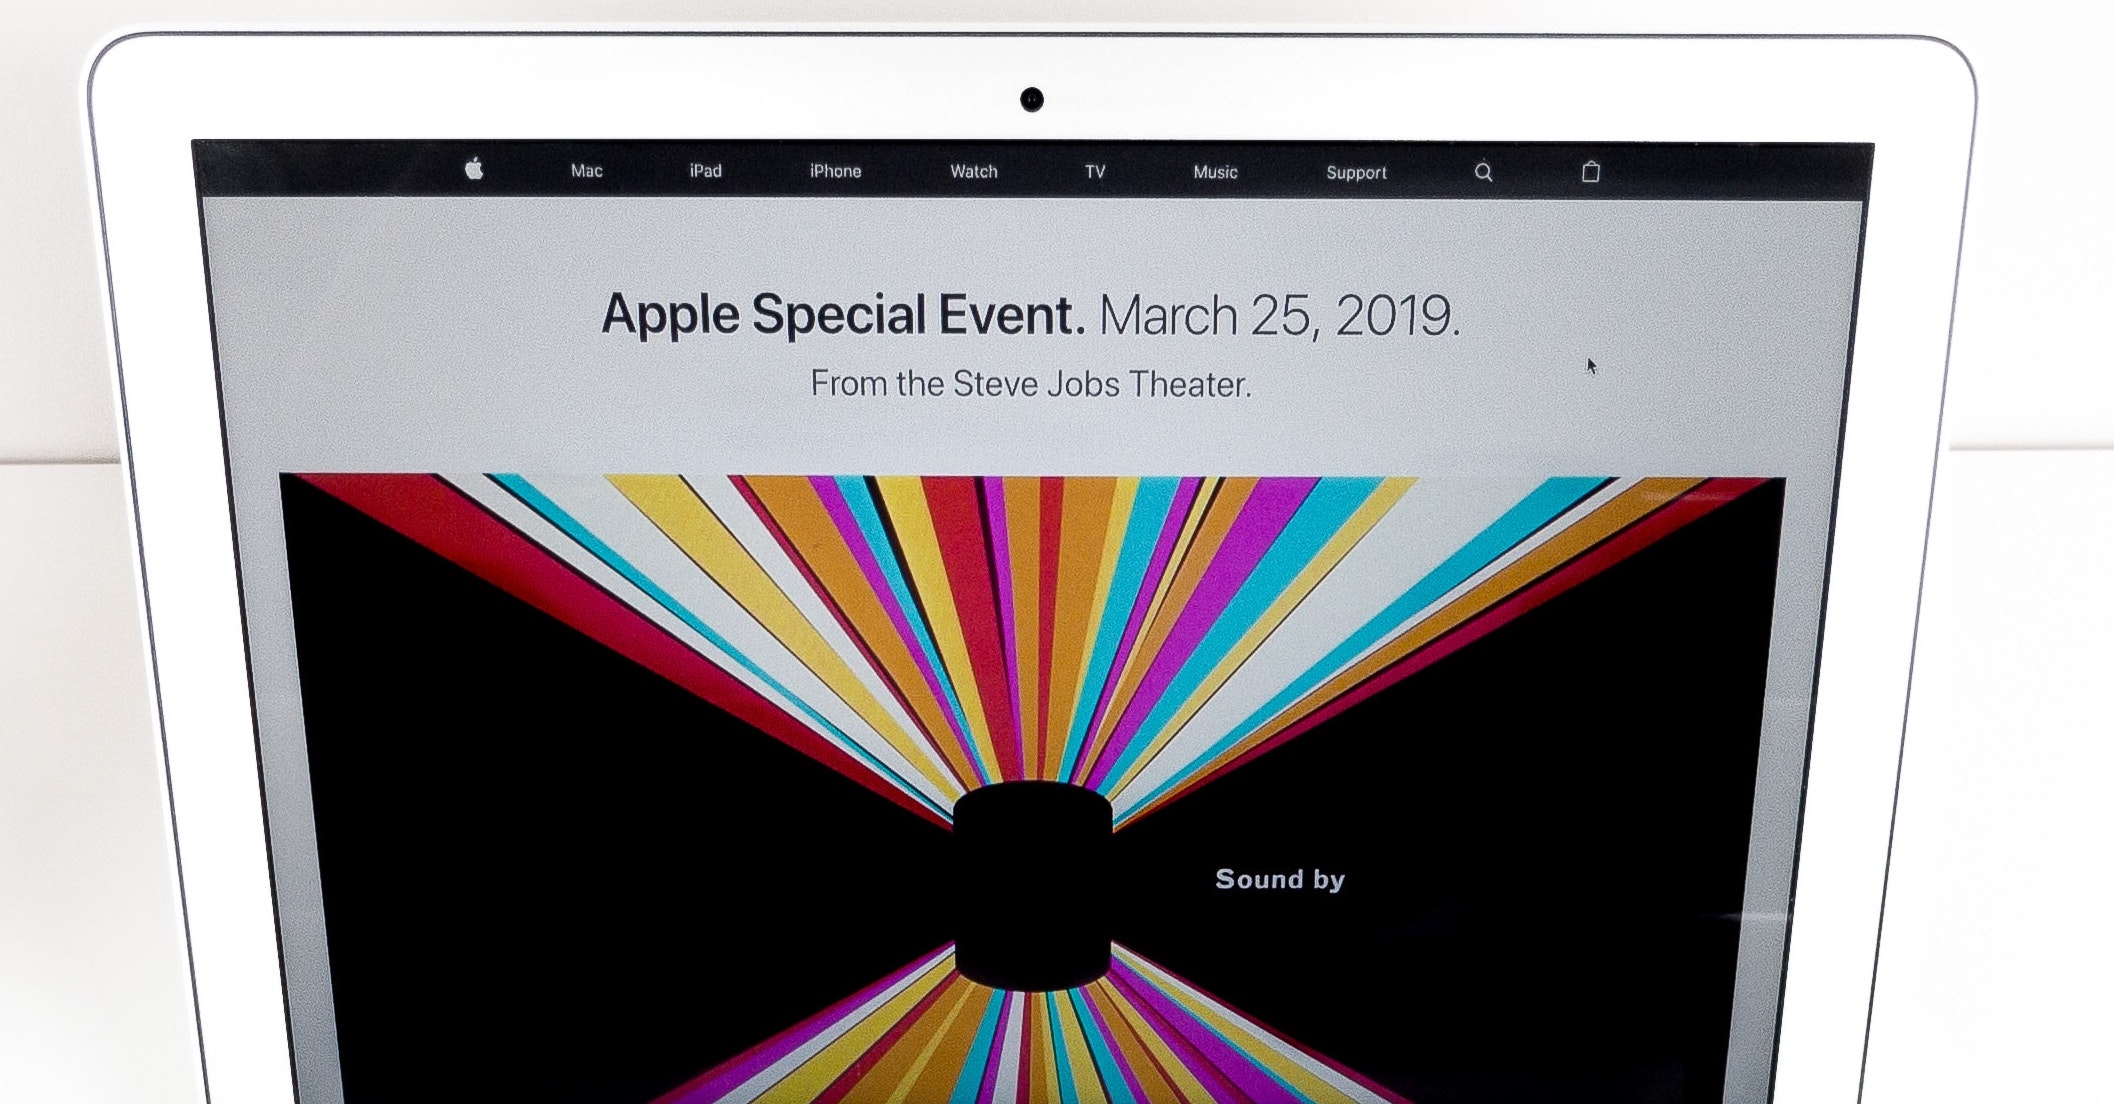 Mac iPad iPhone Watch TV Music Support
Apple Special Event. March 25, 2019.
From the Steve Jobs Theater.
Sound by